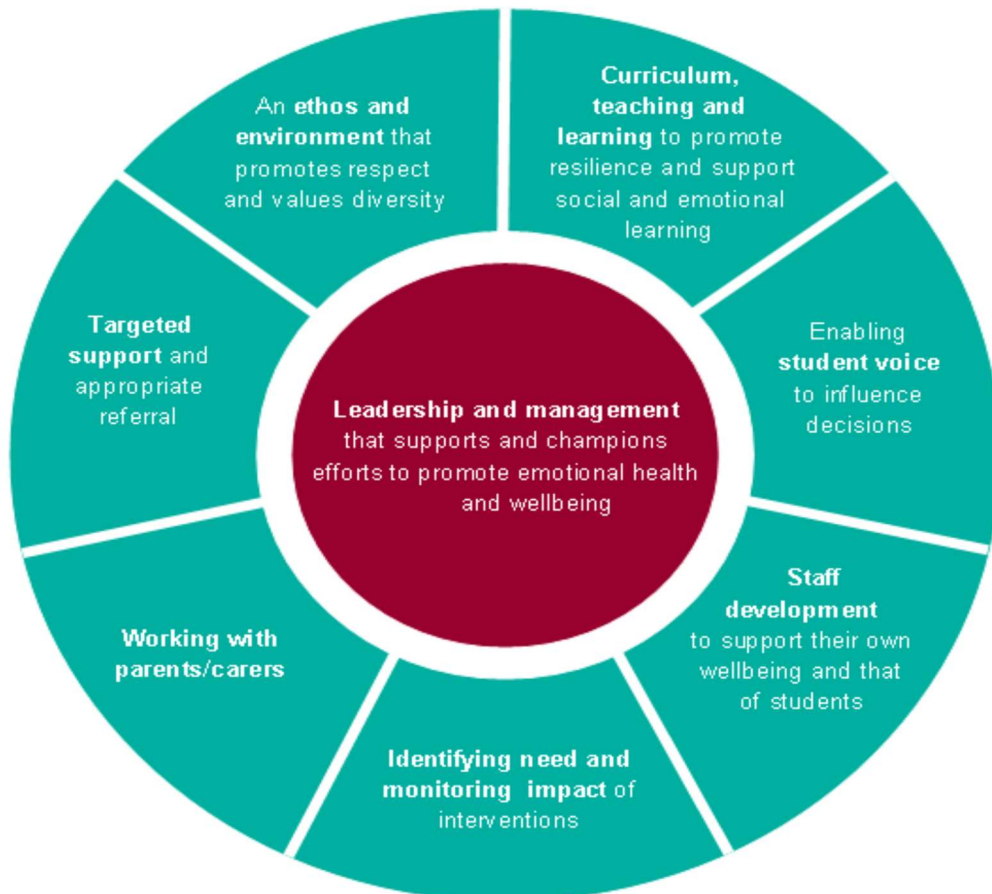 An ethos and
environment that
promotes respect
and values diversity
Curriculum,
teaching and
learning to promote
resilience and support
social and emotional
learning
Enabling
student voice
to influence
decisions
Staff
development
to support their own
wellbeing and that
of students
Identifying need and
monitoring impact of
interventions
Working with
parents/carers
Targeted
support and
appropriate
referral
Leadership and management
that supports and champions
efforts to promote emotional health
and wellbeing